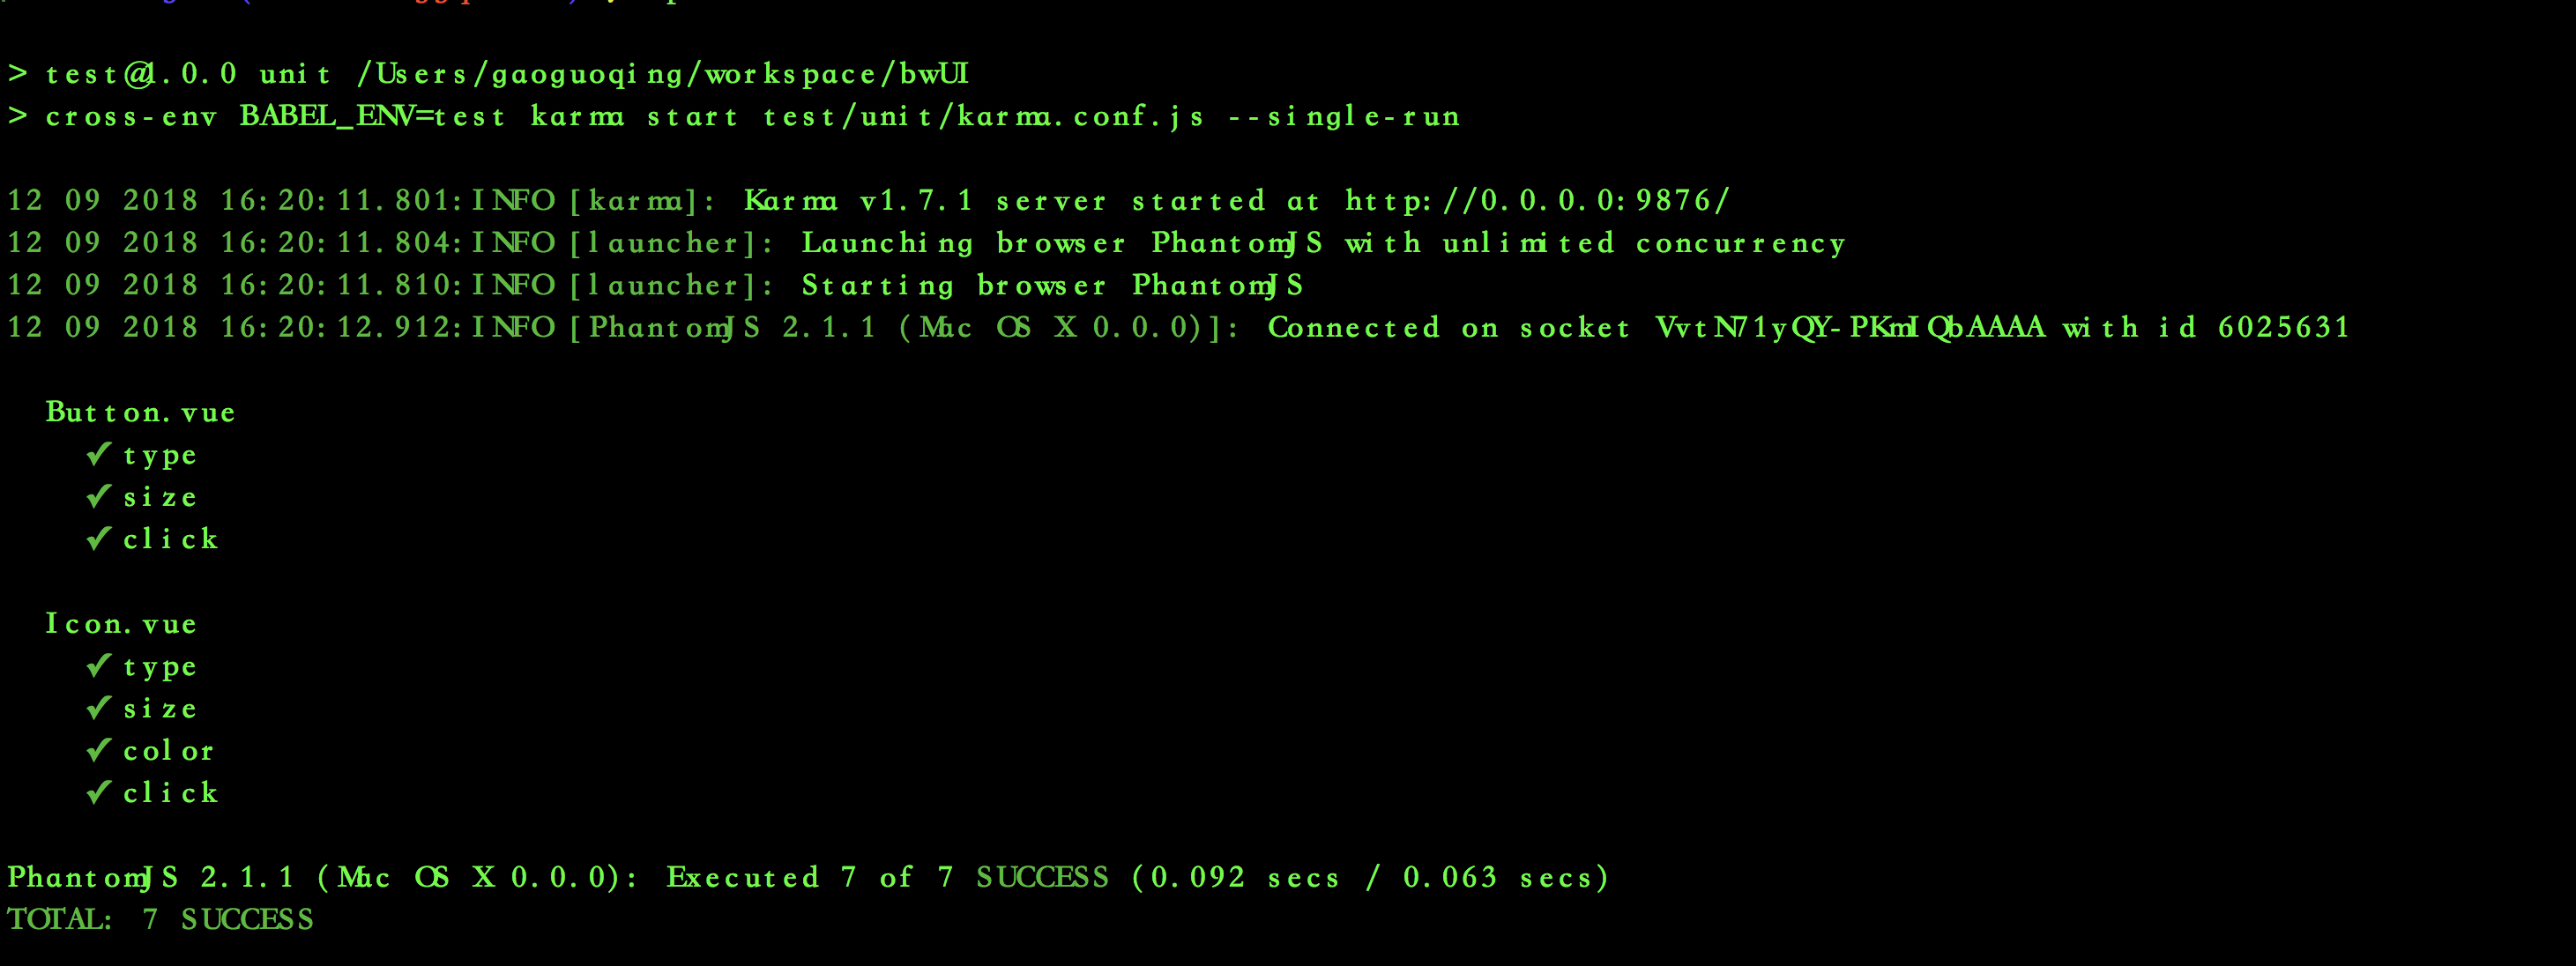 > test@1.0.0 unit /Users/gaoguoqing/workspace/bwUI
> cross-env BABEL_ENV=test karma start test/unit/karma.conf.js --single-run
12 09 2018 16:20:11.801:INFO [karma]: Karma v1.7.1 server started at http://0.0.0.0:9876/
12 09 2018 16:20:11.804:INFO [launcher]: Launching browser PhantomJS with unlimited concurrency
12 09 2018 16:20:11.810:INFO [launcher]: Starting browser PhantomJS
12 09 2018 16:20:12.912:INFO [PhantomJS 2.1.1 (Mac OS X 0.0.0)]: Connected on socket VvtN71yQY-PKmIQbAAAA with id 6025631
Button.vue
✓ type
✓ size
✓ click
Icon.vue
✓ type
✓ size
✓ color
✓ click
PhantomJS 2.1.1 (Mac OS X 0.0.0): Executed 7 of 7 SUCCESS (0.092 secs / 0.063 secs)
TOTAL: 7 SUCCESS